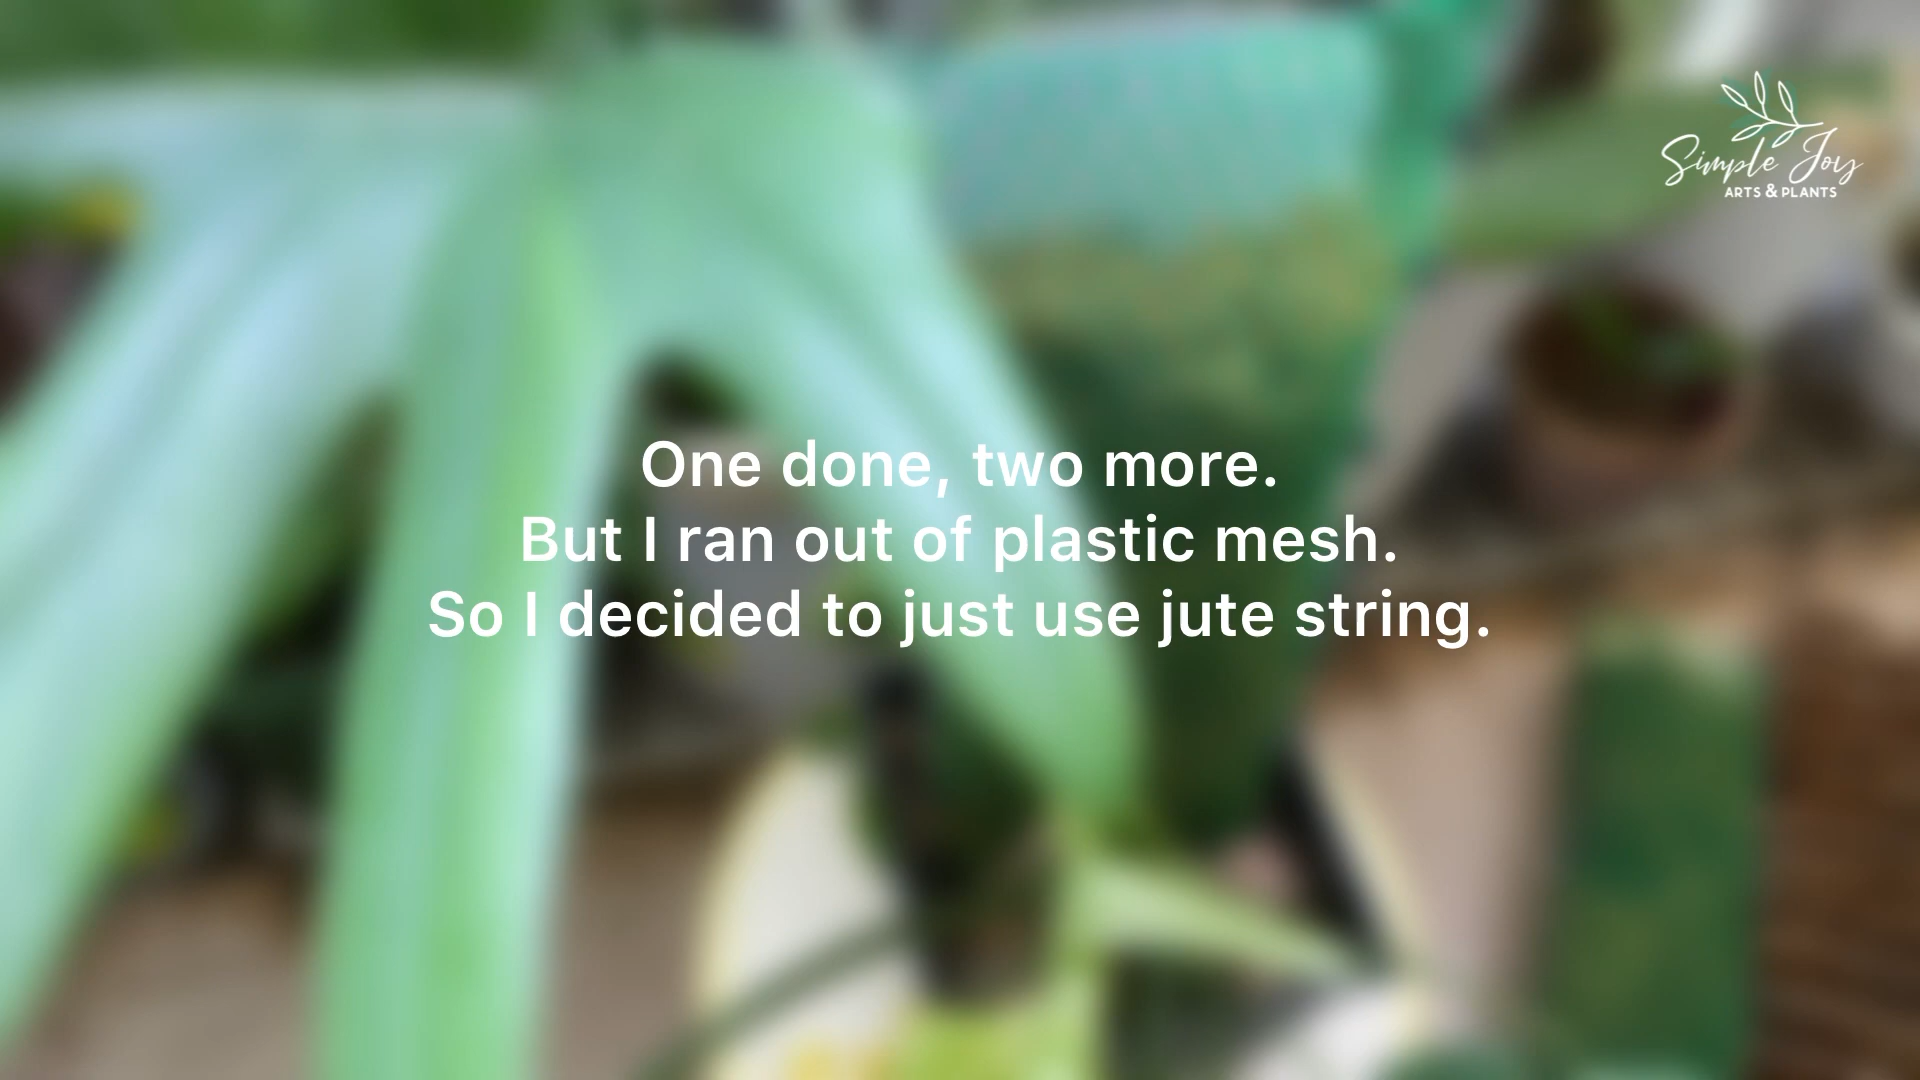 Simple Joy
ARTS & PLANTS
One done, two more.
But I ran out of plastic mesh.
So I decided to just use jute string.